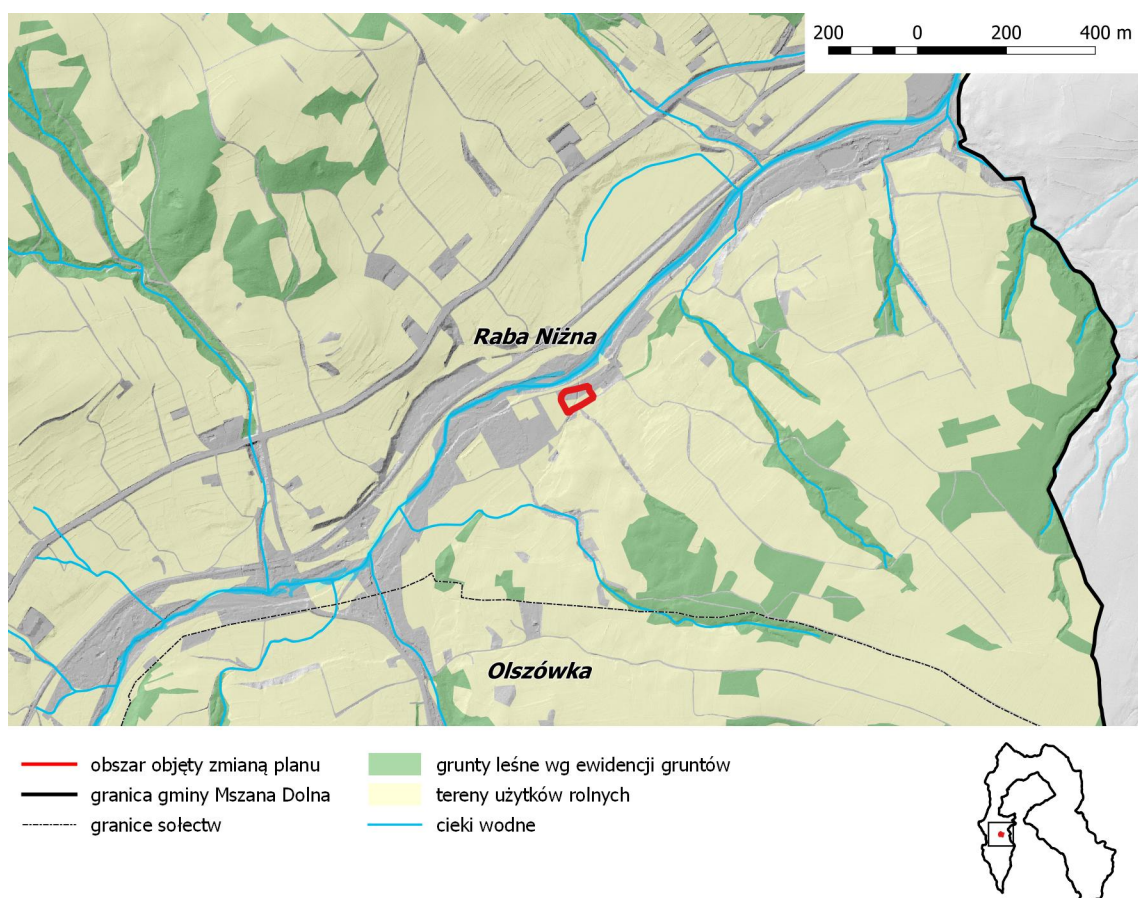 200 0 200 400 m
Raba Niżna
Olszówka
obszar objęty zmianą planu
granica gminy Mszana Dolna
granice sołectw
grunty leśne wg ewidencji gruntów
tereny użytków rolnych
cieki wodne